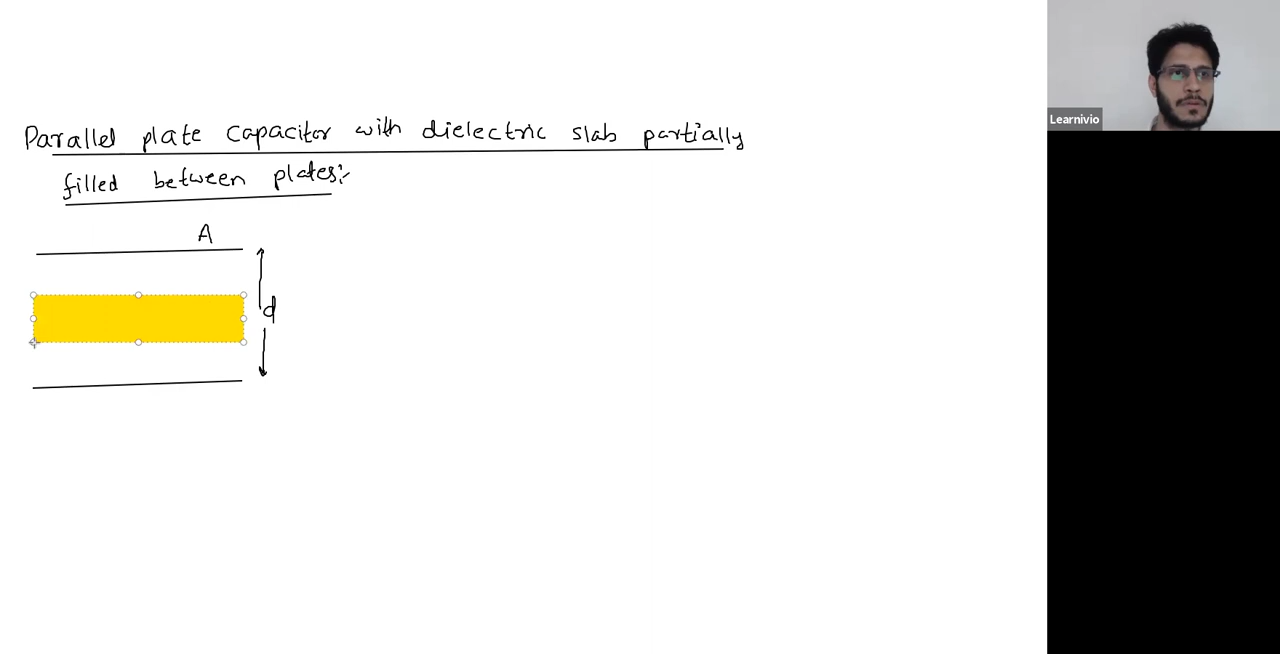 Parallel plate capacitor with dielectric slab partially
filled between plates:-
A
d
Learnivio